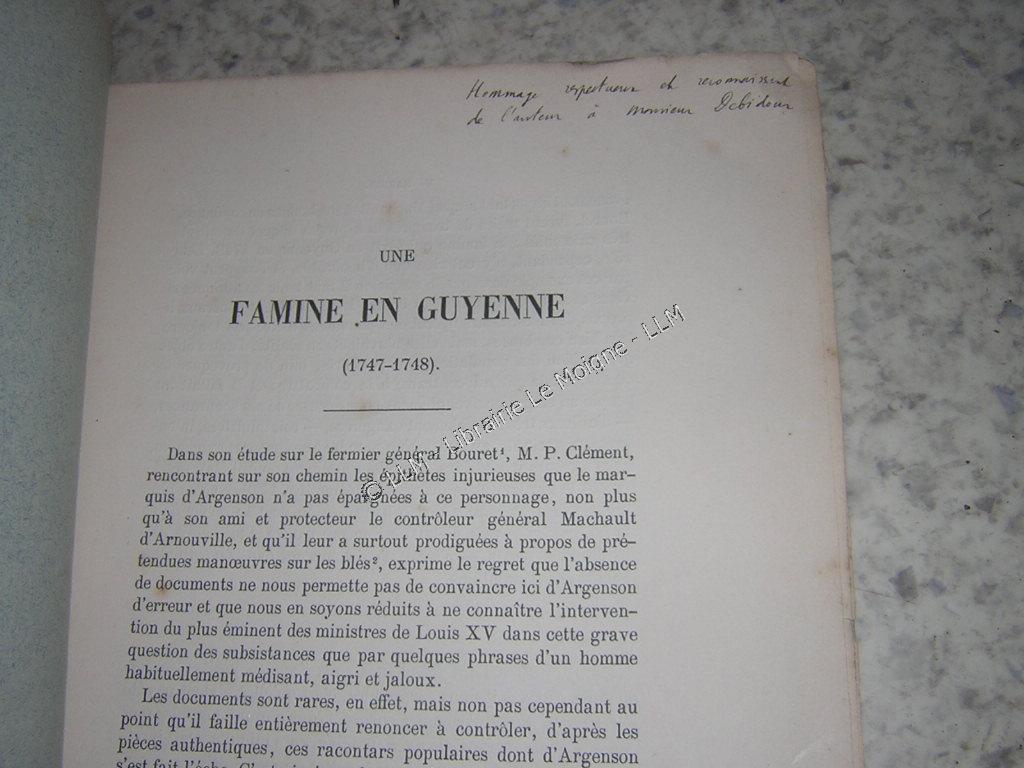 Hommage respectueux et reconnaissant
de l'auteur à Monsieur Debidour
UNE
FAMINE EN GUYENNE
(1747-1748).
Dans son étude sur le fermier général Bouret¹, M. P. Clément,
rencontrant sur son chemin les épithètes injurieuses que le mar-
quis d'Argenson n'a pas épargnées à ce personnage, non plus
qu'à son ami et protecteur le contrôleur général Machault
d'Arnouville, et qu'il leur a surtout prodiguées à propos de pré-
tendues manœuvres sur les blés², exprime le regret que l'absence
de documents ne nous permette pas de convaincre ici d'Argenson
d'erreur et que nous en soyons réduits à ne connaître l'interven-
tion du plus éminent des ministres de Louis XV dans cette grave
question des subsistances que par quelques phrases d'un homme
habituellement médisant, aigri et jaloux.
Les documents sont rares, en effet, mais non pas cependant au
point qu'il faille entièrement renoncer à contrôler, d'après les
pièces authentiques, ces racontars populaires dont d'Argenson
s'est fait l'écho.
© LLM - Librairie Le Moigne - LLM